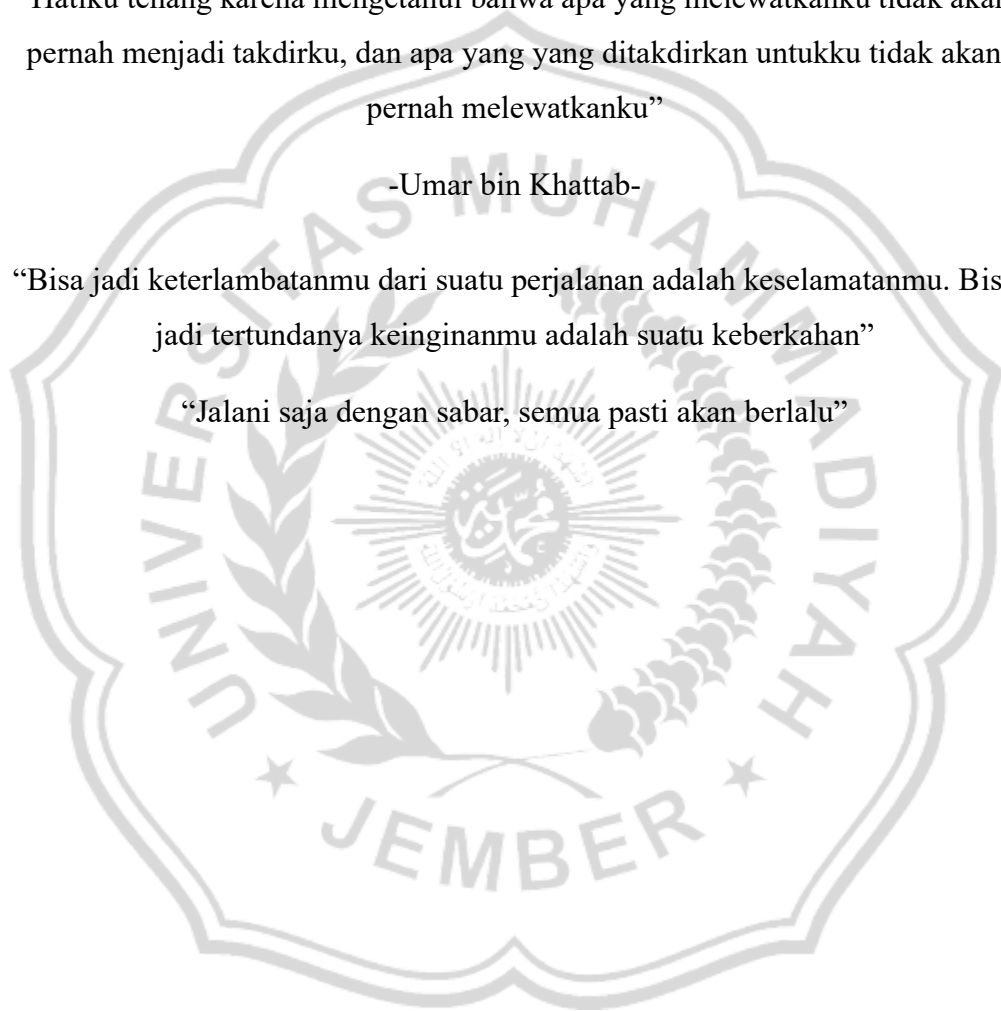 Hatiku tenang karena mengetahui bahwa apa yang melewatkanku tidak akan
pernah menjadi takdirku, dan apa yang yang ditakdirkan untukku tidak akan
pernah melewatkanku”
-Umar bin Khattab-
“Bisa jadi keterlambatanmu dari suatu perjalanan adalah keselamatanmu. Bis
jadi tertundanya keinginanmu adalah suatu keberkahan”
“Jalani saja dengan sabar, semua pasti akan berlalu”
UNIVERSITAS MUHAMMADIYAH
JEMBER